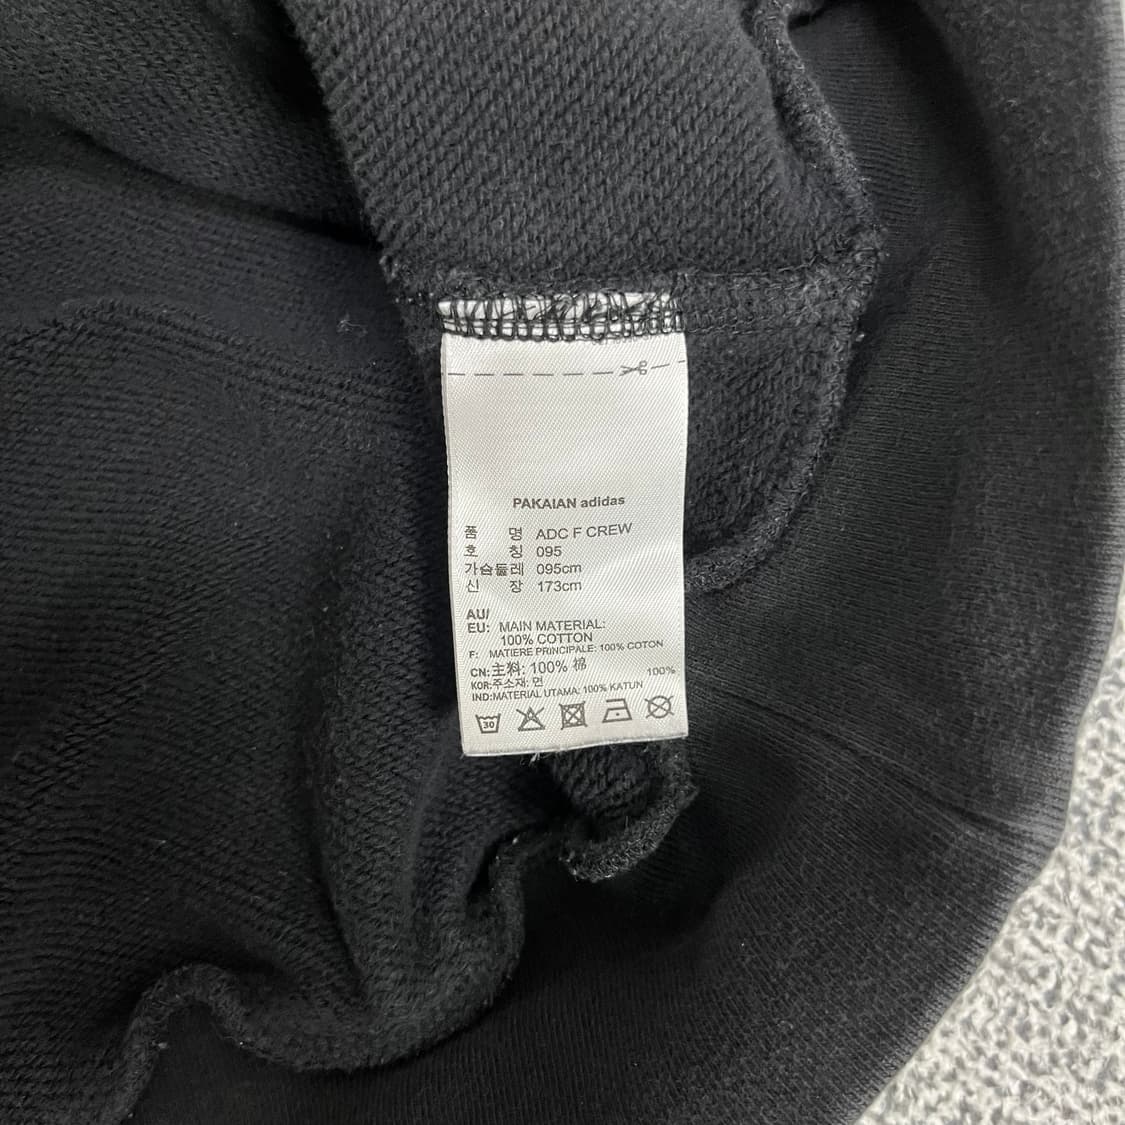 PAKAIAN adidas
품 명 ADC F CREW
호 칭 095
가슴둘레 095cm
신 장 173cm
AU/
EU: MAIN MATERIAL:
100% COTTON
F: MATIERE PRINCIPALE: 100% COTON
CN:主料: 100% 棉
KOR:주소재: 면 100%
IND:MATERIAL UTAMA: 100% KATUN
30